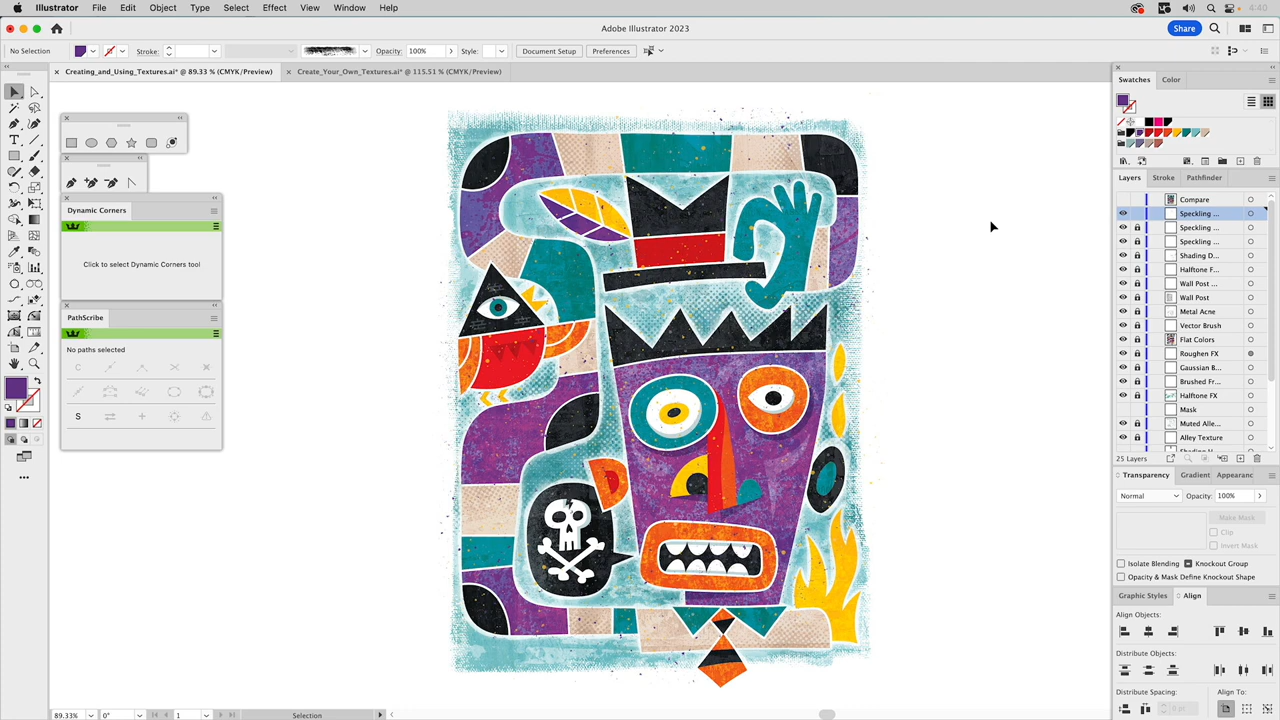 Illustrator File Edit Object Type Select Effect View Window Help 4:40
Adobe Illustrator 2023
Share
No Selection Stroke: Opacity: 100% Style: Document Setup Preferences
× Creating_and_Using_Textures.ai* @ 89.33 % (CMYK/Preview) × Create_Your_Own_Textures.ai* @ 115.51 % (CMYK/Preview)
Dynamic Corners
Click to select Dynamic Corners tool
PathScribe
No paths selected
S
Swatches Color
Layers Stroke Pathfinder
Compare
Speckling ...
Speckling ...
Speckling ...
Shading D...
Halftone F...
Wall Post ...
Wall Post
Metal Acne
Vector Brush
Flat Colors
Roughen FX
Gaussian B...
Brushed Fr...
Halftone FX
Mask
Muted Alle...
Alley Texture
25 Layers
Transparency Gradient Appearanc
Normal Opacity: 100%
Make Mask
Clip
Invert Mask
Isolate Blending Knockout Group
Opacity & Mask Define Knockout Shape
Graphic Styles Align
Align Objects:
Distribute Objects:
Distribute Spacing: Align To:
0 pt
89.33% 0° 1 Selection